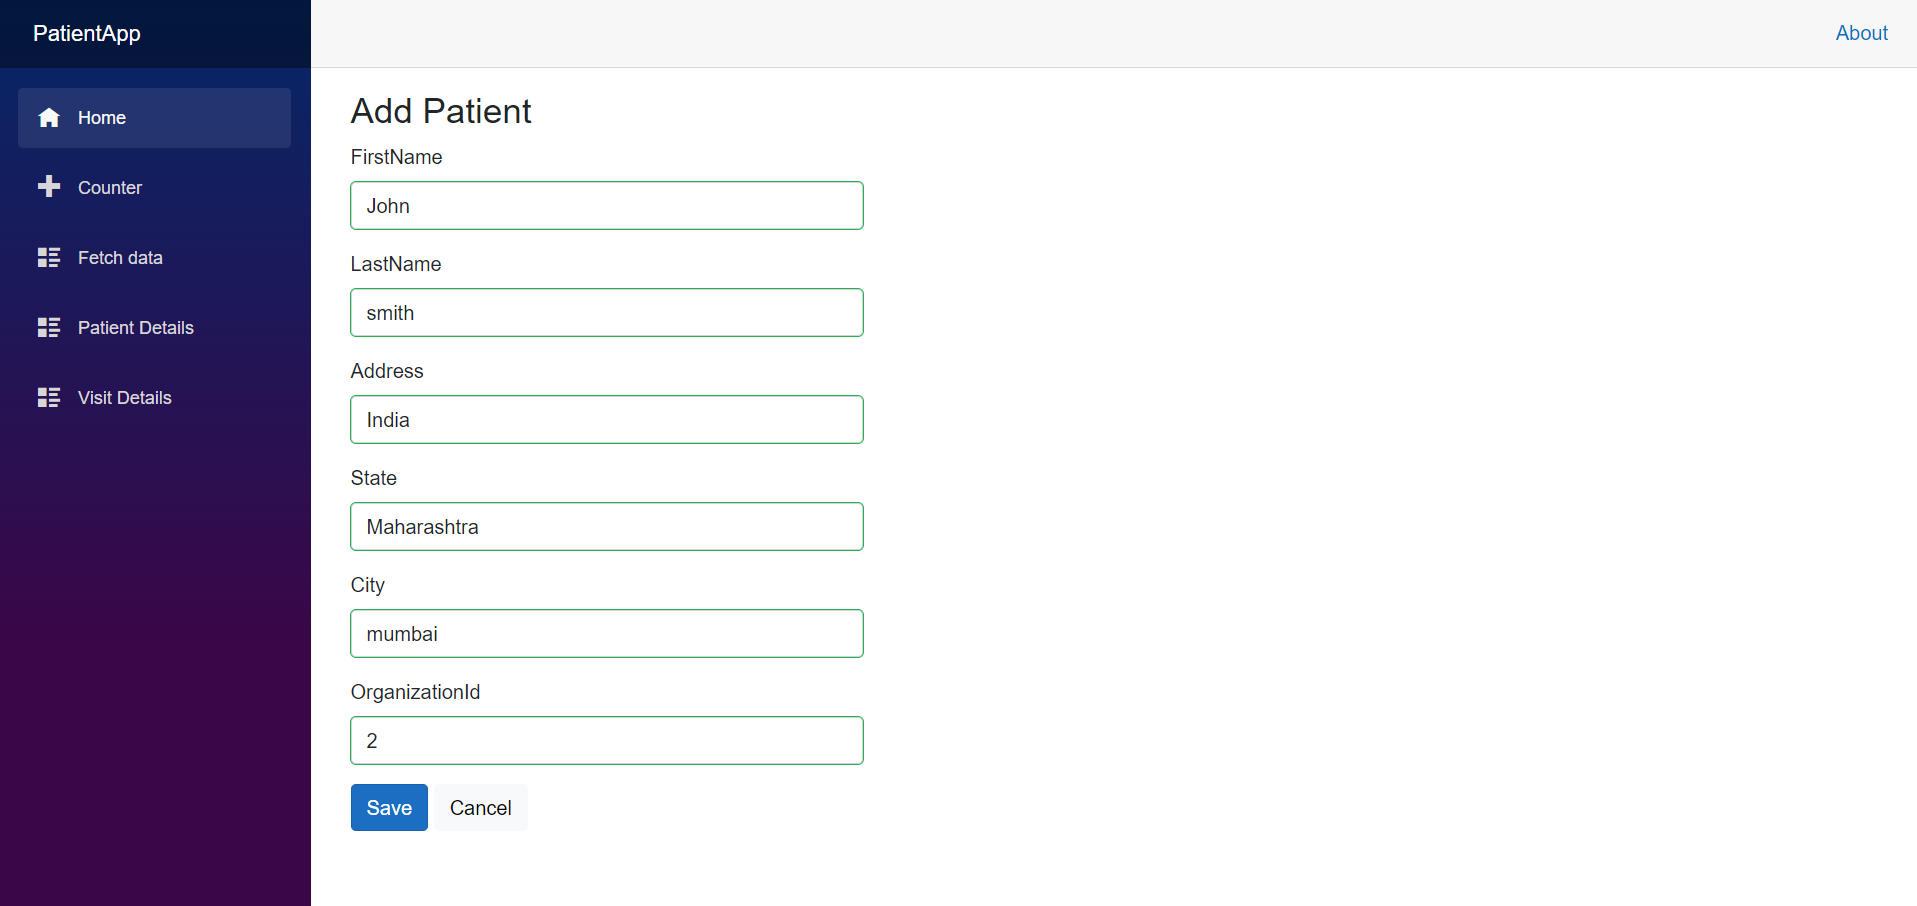 PatientApp
About
Home
Counter
Fetch data
Patient Details
Visit Details
Add Patient
FirstName
John
LastName
smith
Address
India
State
Maharashtra
City
mumbai
OrganizationId
2
Save Cancel